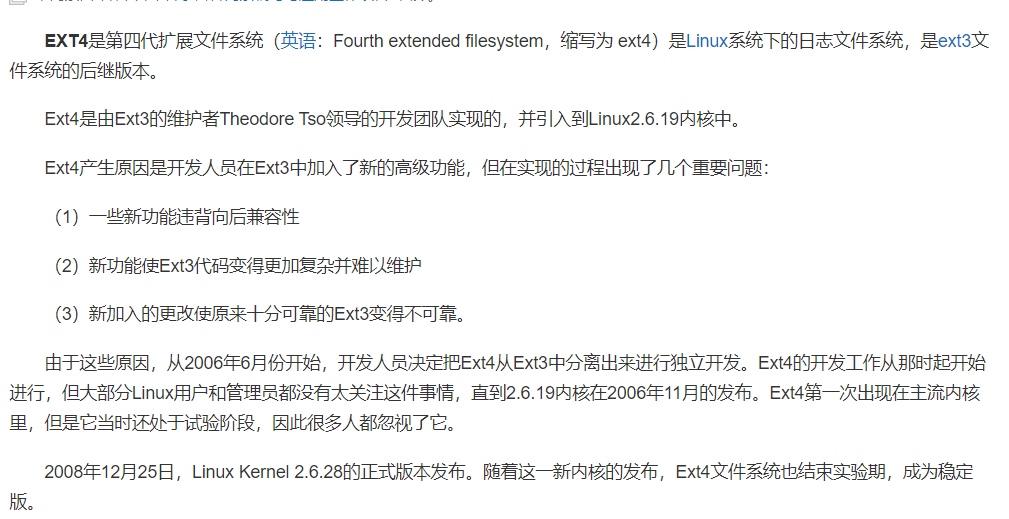 EXT4是第四代扩展文件系统（英语：Fourth extended filesystem，缩写为 ext4）是Linux系统下的日志文件系统，是ext3文
件系统的后继版本。
Ext4是由Ext3的维护者Theodore Tso领导的开发团队实现的，并引入到Linux2.6.19内核中。
Ext4产生原因是开发人员在Ext3中加入了新的高级功能，但在实现的过程出现了几个重要问题：
（1）一些新功能违背向后兼容性
（2）新功能使Ext3代码变得更加复杂并难以维护
（3）新加入的更改使原来十分可靠的Ext3变得不可靠。
由于这些原因，从2006年6月份开始，开发人员决定把Ext4从Ext3中分离出来进行独立开发。Ext4的开发工作从那时起开始
进行，但大部分Linux用户和管理员都没有太关注这件事情，直到2.6.19内核在2006年11月的发布。Ext4第一次出现在主流内核
里，但是它当时还处于试验阶段，因此很多人都忽视了它。
2008年12月25日，Linux Kernel 2.6.28的正式版本发布。随着这一新内核的发布，Ext4文件系统也结束实验期，成为稳定
版。